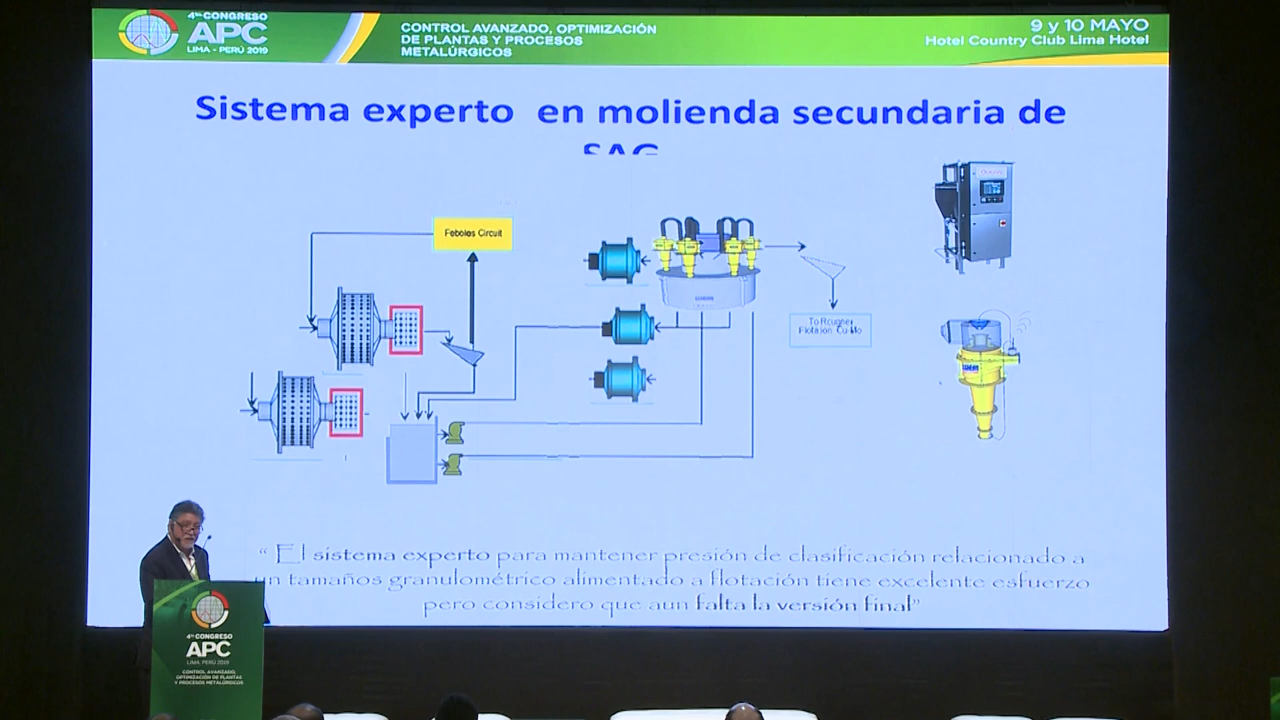 4TO CONGRESO
APC
LIMA - PERÚ 2019
CONTROL AVANZADO, OPTIMIZACIÓN
DE PLANTAS Y PROCESOS
METALÚRGICOS
9 y 10 MAYO
Hotel Country Club Lima Hotel
Sistema experto en molienda secundaria de
SAG
Febbles Circuit
To Rougher
Flotation Cu-Mo
“ El sistema experto para mantener presión de clasificación relacionado a
un tamaños granulométrico alimentado a flotación tiene excelente esfuerzo
pero considero que aun falta la versión final”
4TO CONGRESO
APC
LIMA, PERÚ 2019
CONTROL AVANZADO,
OPTIMIZACIÓN DE PLANTAS
Y PROCESOS METALÚRGICOS